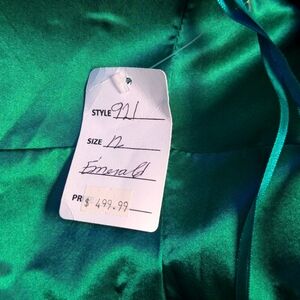 STYLE 921
SIZE 12
Emerald
PR $ 499.99